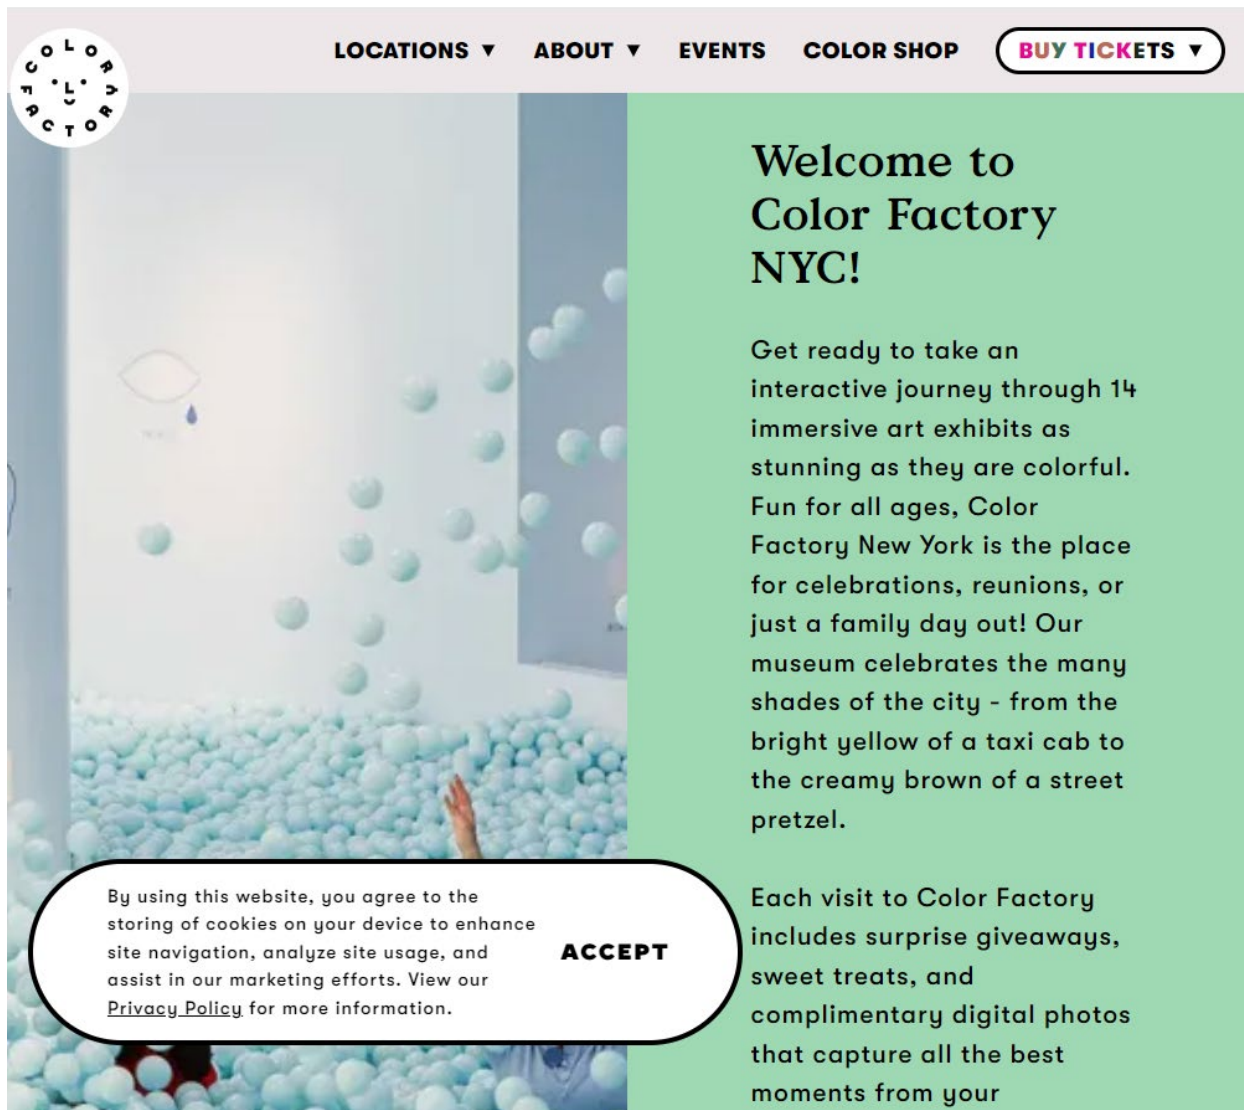 COLOR FACTORY
LOCATIONS ▼ ABOUT ▼ EVENTS COLOR SHOP BUY TICKETS ▼
Welcome to
Color Factory
NYC!
Get ready to take an
interactive journey through 14
immersive art exhibits as
stunning as they are colorful.
Fun for all ages, Color
Factory New York is the place
for celebrations, reunions, or
just a family day out! Our
museum celebrates the many
shades of the city - from the
bright yellow of a taxi cab to
the creamy brown of a street
pretzel.
Each visit to Color Factory
includes surprise giveaways,
sweet treats, and
complimentary digital photos
that capture all the best
moments from your
By using this website, you agree to the
storing of cookies on your device to enhance
site navigation, analyze site usage, and
assist in our marketing efforts. View our
Privacy Policy for more information.
ACCEPT